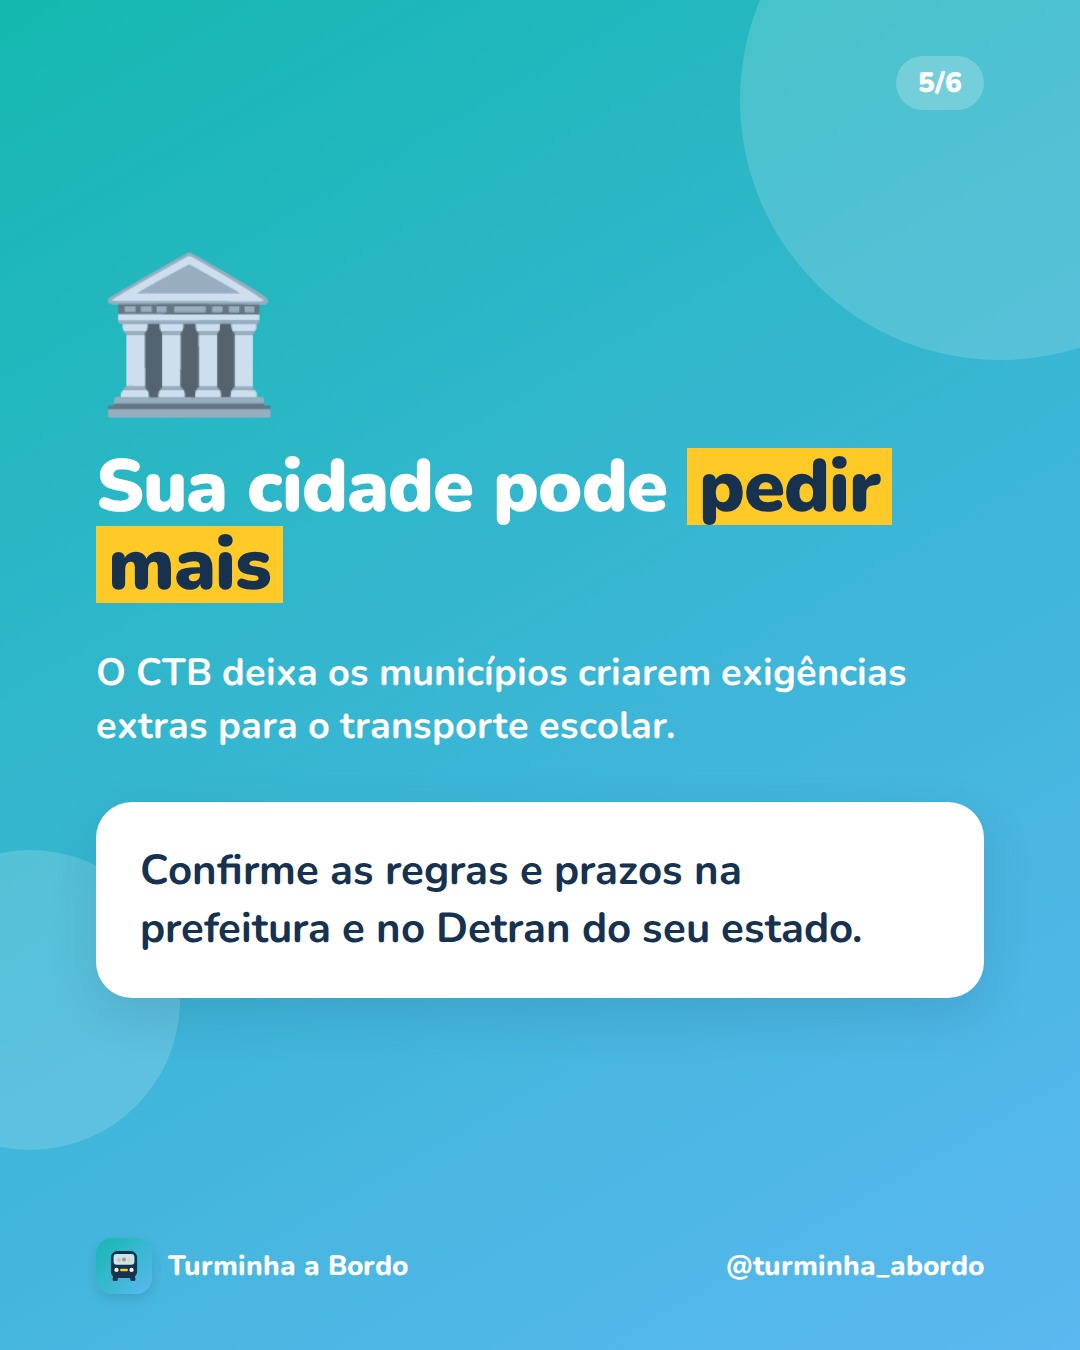 5/6
Sua cidade pode pedir
mais
O CTB deixa os municípios criarem exigências
extras para o transporte escolar.
Confirme as regras e prazos na
prefeitura e no Detran do seu estado.
Turminha a Bordo
@turminha_abordo